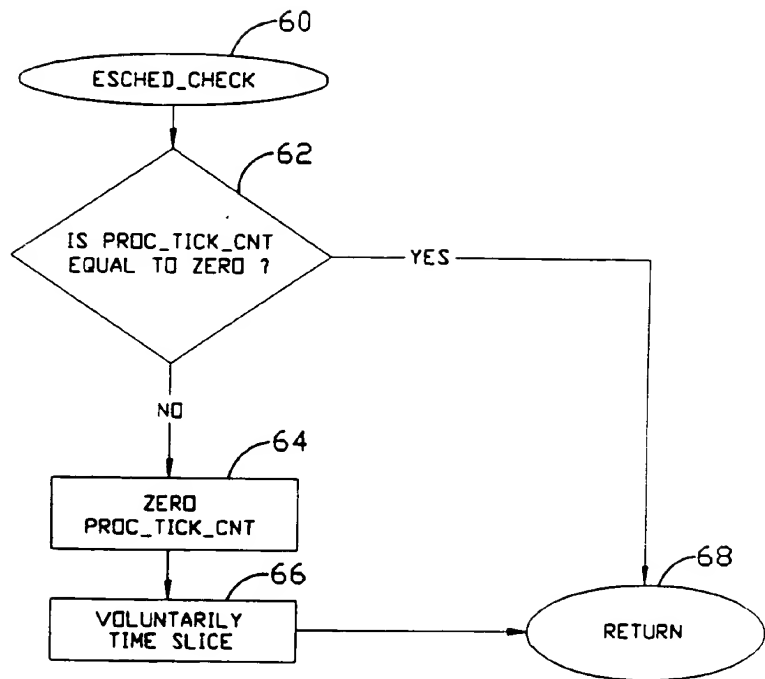 60
ESCHED_CHECK
62
IS PROC_TICK_CNT
EQUAL TO ZERO ?
YES
NO
64
ZERO
PROC_TICK_CNT
66
VOLUNTARILY
TIME SLICE
68
RETURN